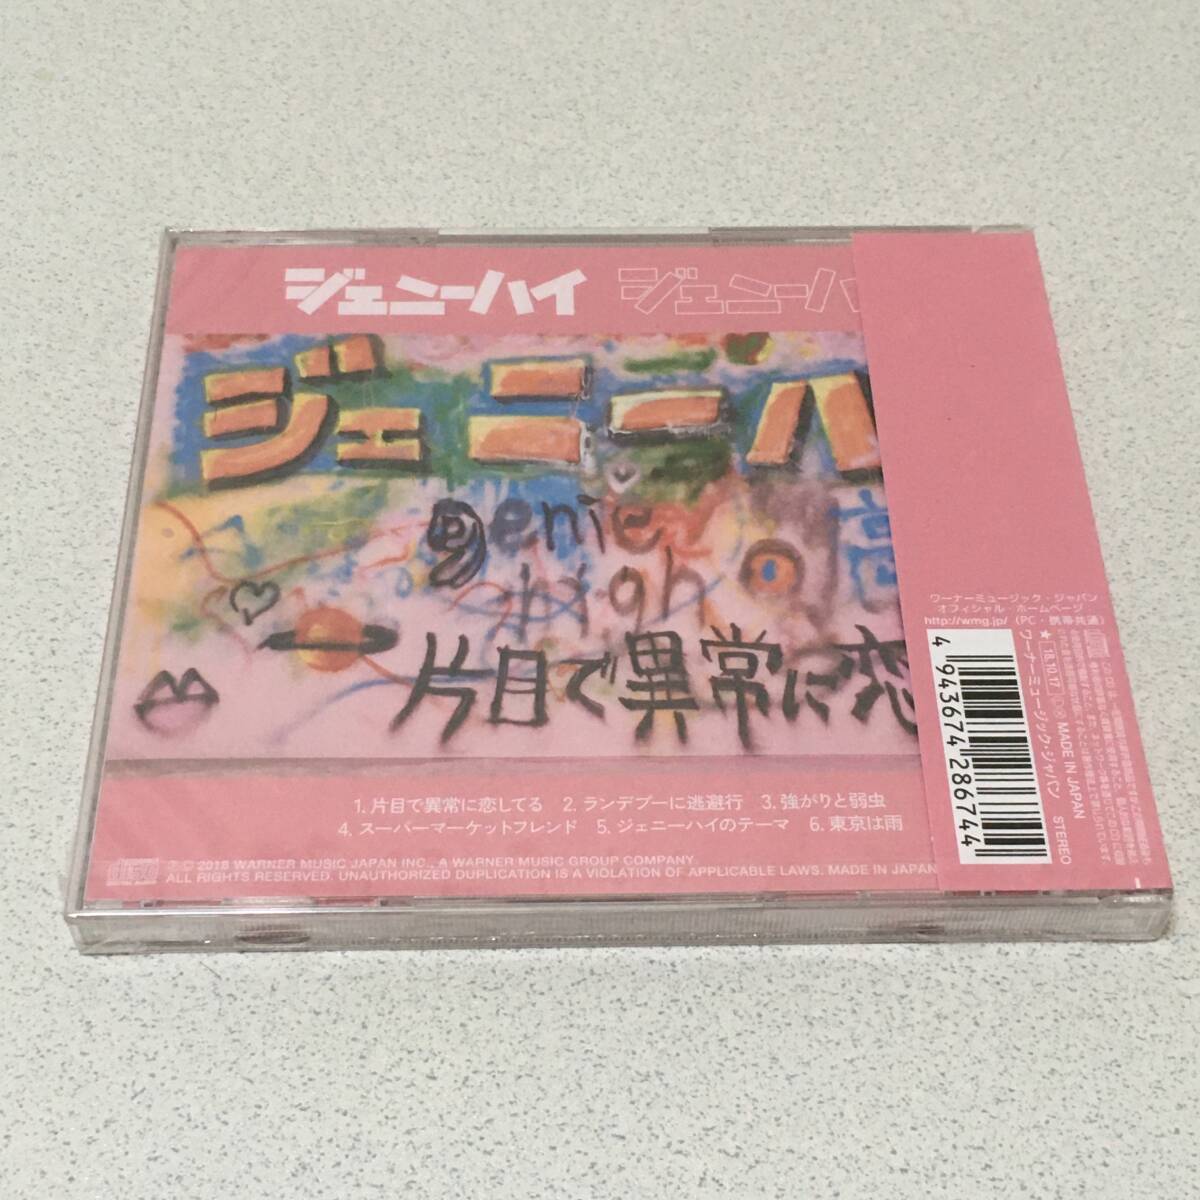 ジェニーハイ ジェニーハ
ジェニーハ
genie
high
高
片目で異常に恋
1. 片目で異常に恋してる 2. ランデブーに逃避行 3. 強がりと弱虫
4. スーパーマーケットフレンド 5. ジェニーハイのテーマ 6. 東京は雨
℗© 2018 WARNER MUSIC JAPAN INC., A WARNER MUSIC GROUP COMPANY.
ALL RIGHTS RESERVED. UNAUTHORIZED DUPLICATION IS A VIOLATION OF APPLICABLE LAWS. MADE IN JAPAN
ワーナーミュージック・ジャパン
オフィシャル・ホームページ
http://wmg.jp/ (PC・携帯共通)
★'18.10.17 MADE IN JAPAN
ワーナーミュージック・ジャパン STEREO
4 943674 286744